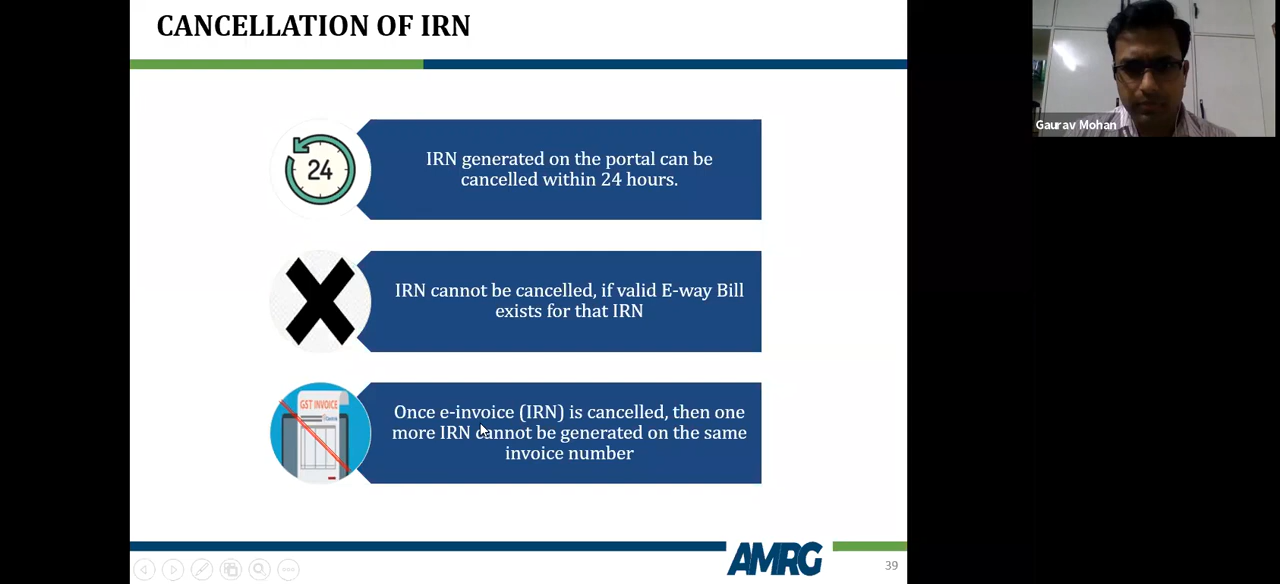 CANCELLATION OF IRN
Gaurav Mohan
24
IRN generated on the portal can be
cancelled within 24 hours.
IRN cannot be cancelled, if valid E-way Bill
exists for that IRN
GST INVOICE
Once e-invoice (IRN) is cancelled, then one
more IRN cannot be generated on the same
invoice number
AMRG
39